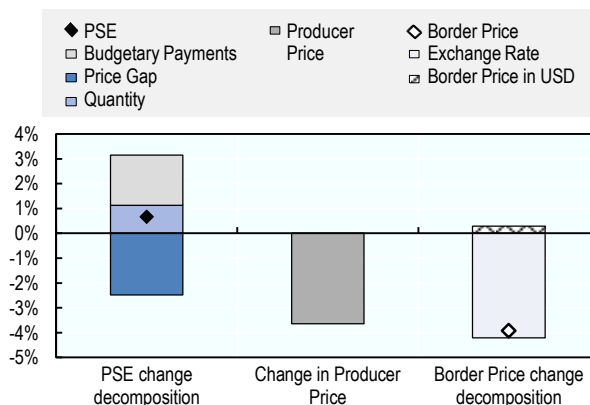 PSE
Budgetary Payments
Price Gap
Quantity
Producer
Price
Border Price
Exchange Rate
Border Price in USD
4%
3%
2%
1%
0%
-1%
-2%
-3%
-4%
-5%
PSE change
decomposition
Change in Producer
Price
Border Price change
decomposition